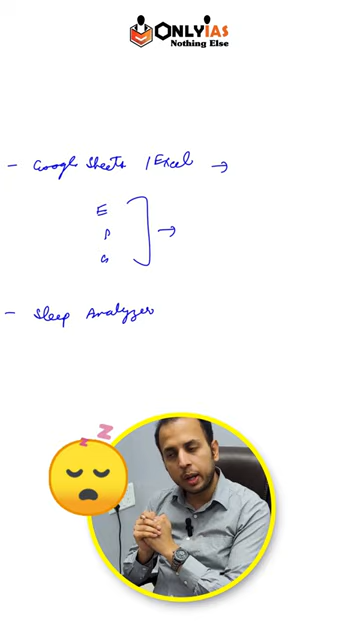 ONLYIAS
Nothing Else
- Google Sheets / Excel →
E
P
G
- Sleep Analyzer
z
z